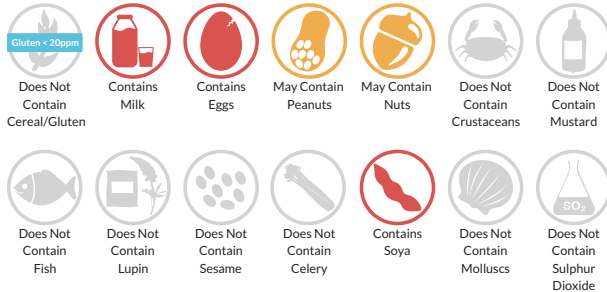 Gluten < 20ppm
Does Not
Contain
Cereal/Gluten
Contains
Milk
Contains
Eggs
May Contain
Peanuts
May Contain
Nuts
Does Not
Contain
Crustaceans
Does Not
Contain
Mustard
Does Not
Contain
Fish
Does Not
Contain
Lupin
Does Not
Contain
Sesame
Does Not
Contain
Celery
Contains
Soya
Does Not
Contain
Molluscs
SO₂
Does Not
Contain
Sulphur
Dioxide